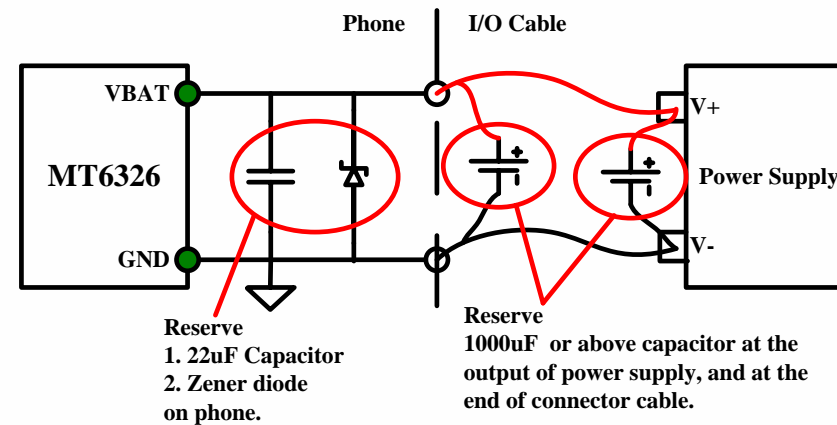 Phone
I/O Cable
VBAT
V+
MT6326
+
-
+
-
Power Supply
GND
V-
Reserve
1. 22uF Capacitor
2. Zener diode
on phone.
Reserve
1000uF or above capacitor at the
output of power supply, and at the
end of connector cable.